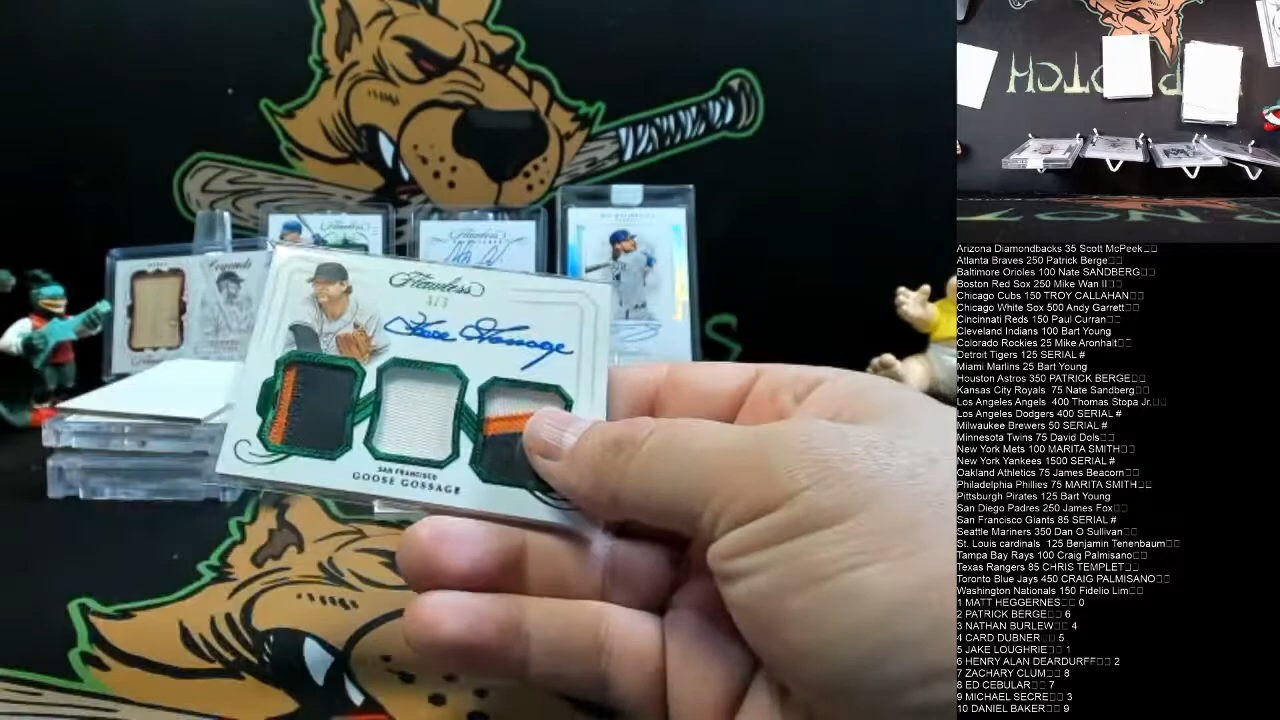 Flawless
3/3
Goose Gossage
SAN FRANCISCO
GOOSE GOSSAGE
Legends
Flawless
HOTCH
P
R NOT
Arizona Diamondbacks 35 Scott McPeek
Atlanta Braves 250 Patrick Berge
Baltimore Orioles 100 Nate SANDBERG
Boston Red Sox 250 Mike Wan II
Chicago Cubs 150 TROY CALLAHAN
Chicago White Sox 500 Andy Garrett
Cincinnati Reds 150 Paul Curran
Cleveland Indians 100 Bart Young
Colorado Rockies 25 Mike Aronhalt
Detroit Tigers 125 SERIAL #
Miami Marlins 25 Bart Young
Houston Astros 350 PATRICK BERGE
Kansas City Royals 75 Nate Sandberg
Los Angeles Angels 400 Thomas Stopa Jr.
Los Angeles Dodgers 400 SERIAL #
Milwaukee Brewers 50 SERIAL #
Minnesota Twins 75 David Dols
New York Mets 100 MARITA SMITH
New York Yankees 1500 SERIAL #
Oakland Athletics 75 James Beacorn
Philadelphia Phillies 75 MARITA SMITH
Pittsburgh Pirates 125 Bart Young
San Diego Padres 250 James Fox
San Francisco Giants 85 SERIAL #
Seattle Mariners 350 Dan O Sullivan
St. Louis cardinals 125 Benjamin Tenenbaum
Tampa Bay Rays 100 Craig Palmisano
Texas Rangers 85 CHRIS TEMPLET
Toronto Blue Jays 450 CRAIG PALMISANO
Washington Nationals 150 Fidelio Lim
1 MATT HEGGERNES 0
2 PATRICK BERGE 6
3 NATHAN BURLEW 4
4 CARD DUBNER 5
5 JAKE LOUGHRIE 1
6 HENRY ALAN DEARDURFF 2
7 ZACHARY CLUM 8
8 ED CEBULAR 7
9 MICHAEL SECRE 3
10 DANIEL BAKER 9